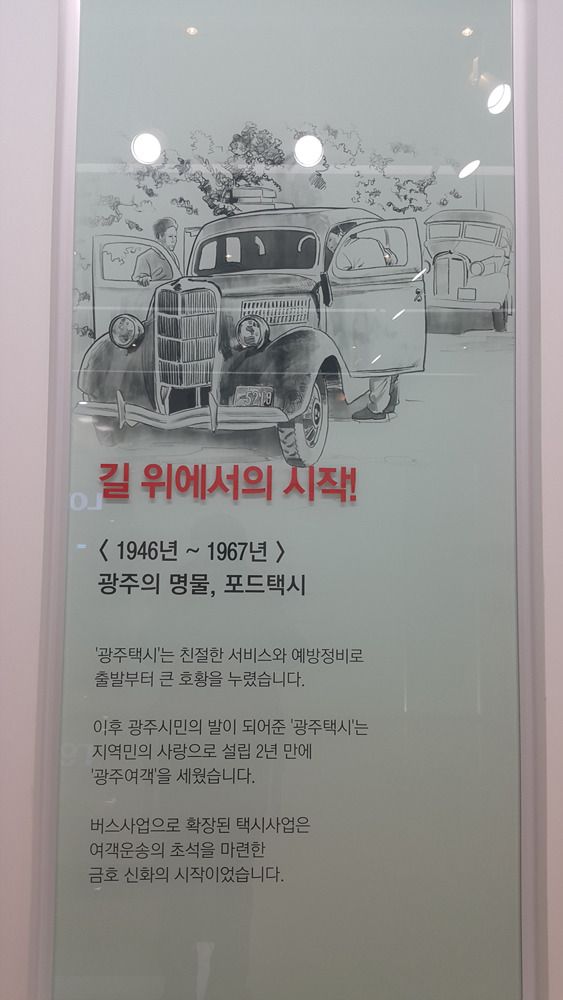 5218
길 위에서의 시작!
< 1946년 ~ 1967년 >
광주의 명물, 포드택시
'광주택시'는 친절한 서비스와 예방정비로
출발부터 큰 호황을 누렸습니다.
이후 광주시민의 발이 되어준 '광주택시'는
지역민의 사랑으로 설립 2년 만에
'광주여객'을 세웠습니다.
버스사업으로 확장된 택시사업은
여객운송의 초석을 마련한
금호 신화의 시작이었습니다.